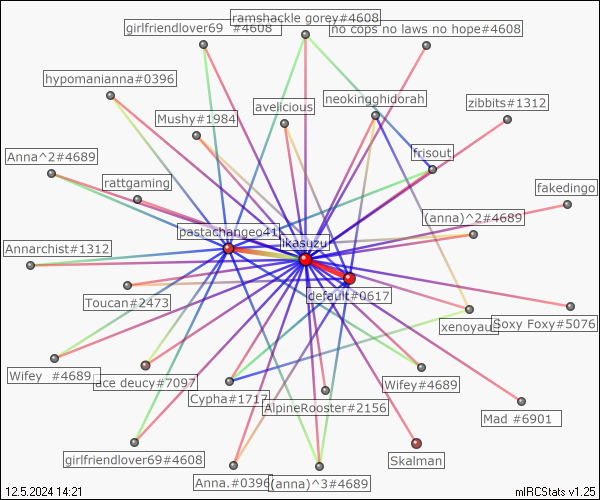 ramshackle gorey#4608
girlfriendlover69 #4608
no cops no laws no hope#4608
hypomanianna#0396
avelicious
neokingghidorah
zibbits#1312
Mushy#1984
frisout
Anna^2#4689
rattgaming
fakedingo
(anna)^2#4689
pastachangeo41
ikasuzu
Annarchist#1312
default#0617
Toucan#2473
xenoyau
Soxy Foxy#5076
Wifey #4689
ace deucy#7097
Wifey#4689
Cypha#1717
AlpineRooster#2156
Mad #6901
girlfriendlover69#4608
Skalman
Anna.#0396
(anna)^3#4689
12.5.2024 14:21
mIRCStats v1.25